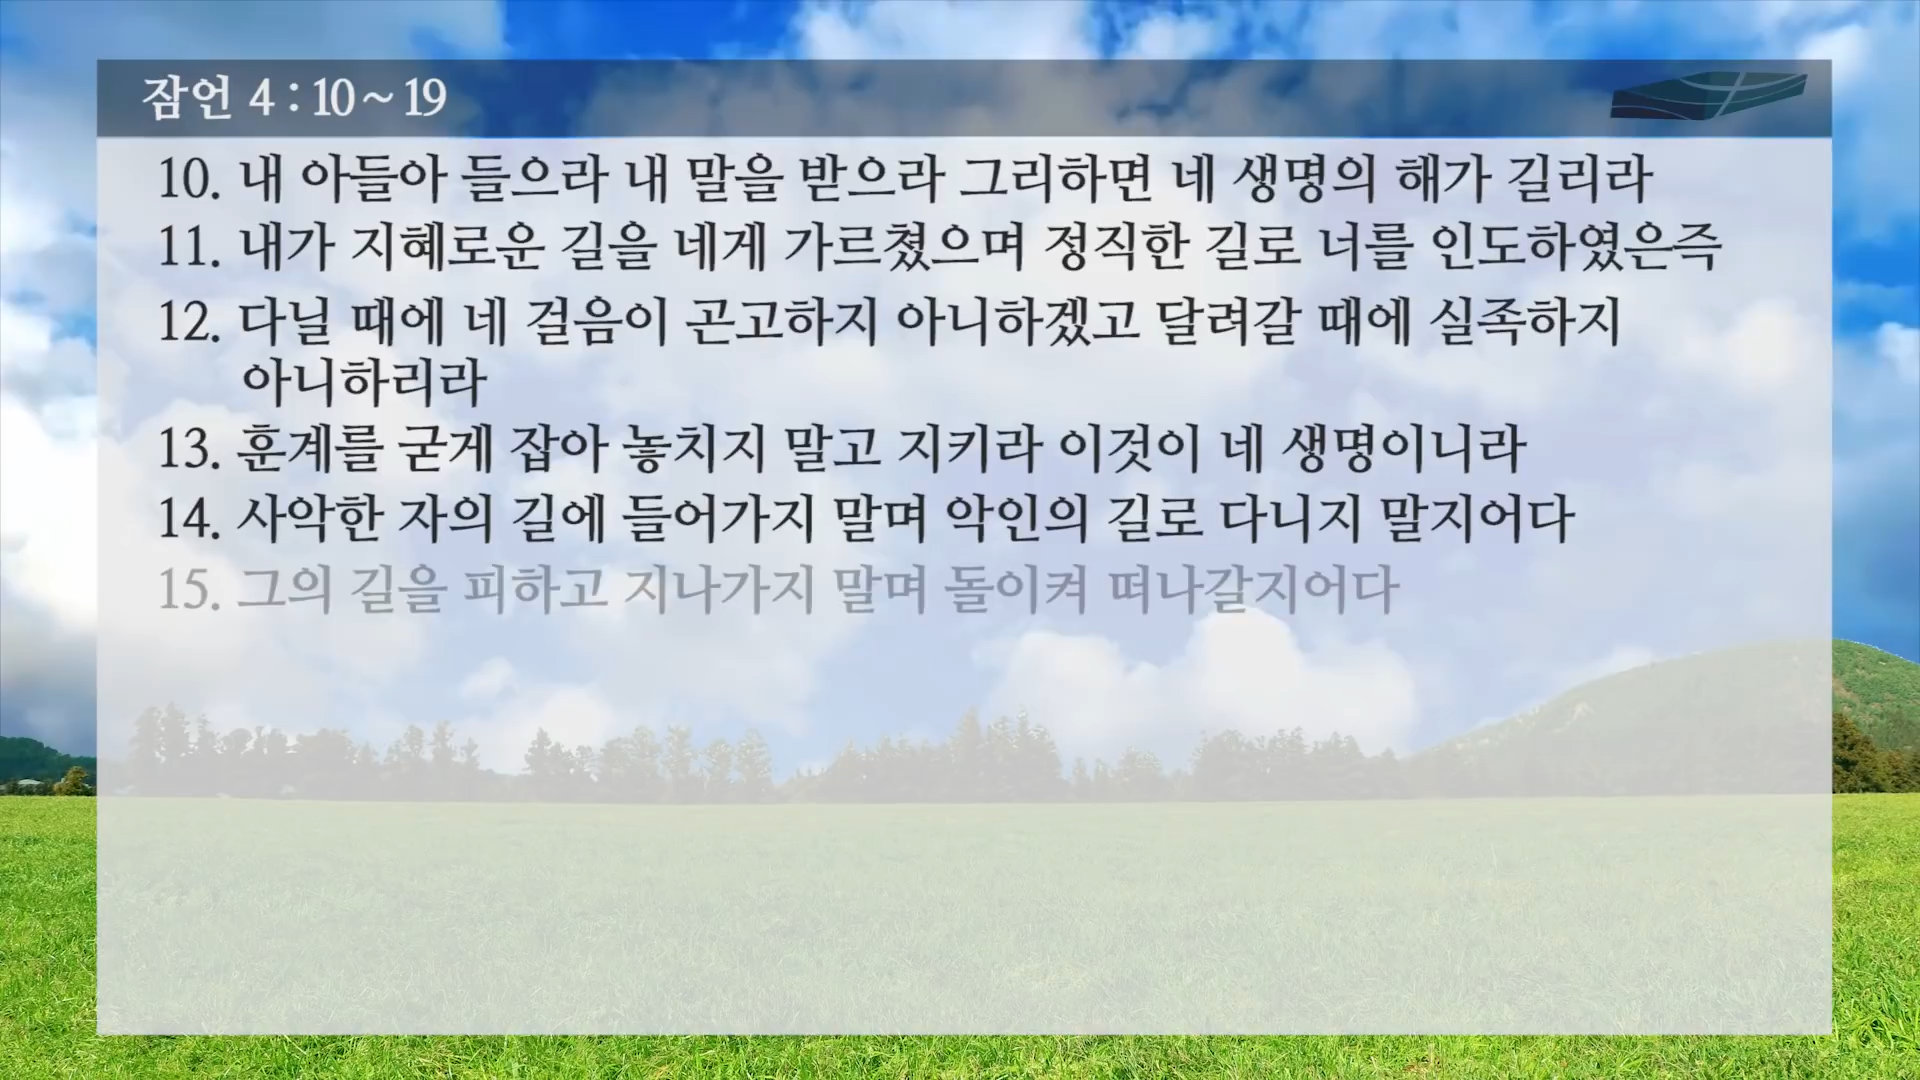 잠언 4 : 10~19
10. 내 아들아 들으라 내 말을 받으라 그리하면 네 생명의 해가 길리라
11. 내가 지혜로운 길을 네게 가르쳤으며 정직한 길로 너를 인도하였은즉
12. 다닐 때에 네 걸음이 곤고하지 아니하겠고 달려갈 때에 실족하지
아니하리라
13. 훈계를 굳게 잡아 놓치지 말고 지키라 이것이 네 생명이니라
14. 사악한 자의 길에 들어가지 말며 악인의 길로 다니지 말지어다
15. 그의 길을 피하고 지나가지 말며 돌이켜 떠나갈지어다